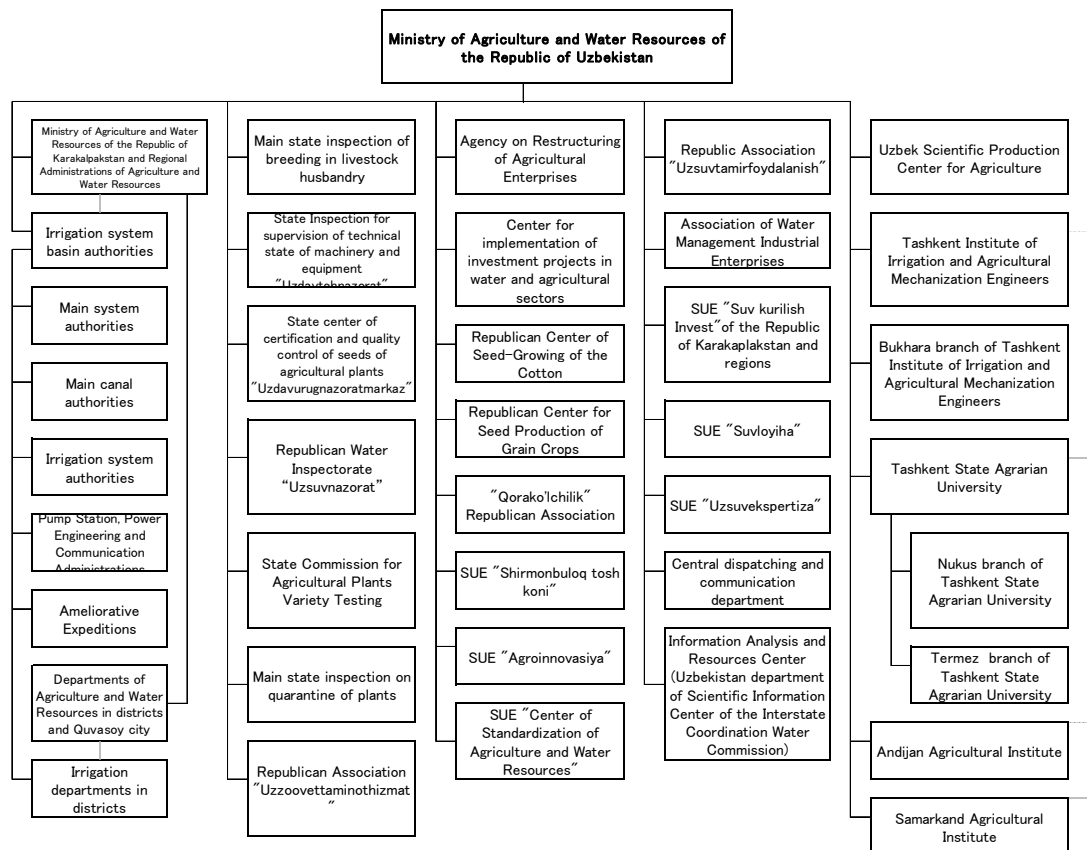 Ministry of Agriculture and Water Resources of
the Republic of Uzbekistan
Ministry of Agriculture and Water
Resources of the Republic of
Karakalpakstan and Regional
Administrations of Agriculture and
Water Resources
Irrigation system
basin authorities
Main system
authorities
Main canal
authorities
Irrigation system
authorities
Pump Station, Power
Engineering and
Communication
Administrations
Ameliorative
Expeditions
Departments of
Agriculture and Water
Resources in districts
and Quvasoy city
Irrigation
departments in
districts
Main state inspection of
breeding in livestock
husbandry
State Inspection for
supervision of technical
state of machinery and
equipment
"Uzdavtehnazorat"
State center of
certification and quality
control of seeds of
agricultural plants
"Uzdavurugnazoratmarkaz"
Republican Water
Inspectorate
“Uzsuvnazorat”
State Commission for
Agricultural Plants
Variety Testing
Main state inspection on
quarantine of plants
Republican Association
"Uzzoovettaminothizmat
"
Agency on Restructuring
of Agricultural
Enterprises
Center for
implementation of
investment projects in
water and agricultural
sectors
Republican Center of
Seed-Growing of the
Cotton
Republican Center for
Seed Production of
Grain Crops
"Qorako'lchilik"
Republican Association
SUE "Shirmonbuloq tosh
koni"
SUE "Agroinnovasiya"
SUE "Center of
Standardization of
Agriculture and Water
Resources"
Republic Association
"Uzsuvtamirfoydalanish"
Association of Water
Management Industrial
Enterprises
SUE "Suv kurilish
Invest"of the Republic
of Karakaplakstan and
regions
SUE "Suvloyiha"
SUE "Uzsuvekspertiza"
Central dispatching and
communication
department
Information Analysis and
Resources Center
(Uzbekistan department
of Scientific Information
Center of the Interstate
Coordination Water
Commission)
Uzbek Scientific Production
Center for Agriculture
Tashkent Institute of
Irrigation and Agricultural
Mechanization Engineers
Bukhara branch of Tashkent
Institute of Irrigation and
Agricultural Mechanization
Engineers
Tashkent State Agrarian
University
Nukus branch of
Tashkent State
Agrarian University
Termez branch of
Tashkent State
Agrarian University
Andijan Agricultural Institute
Samarkand Agricultural
Institute